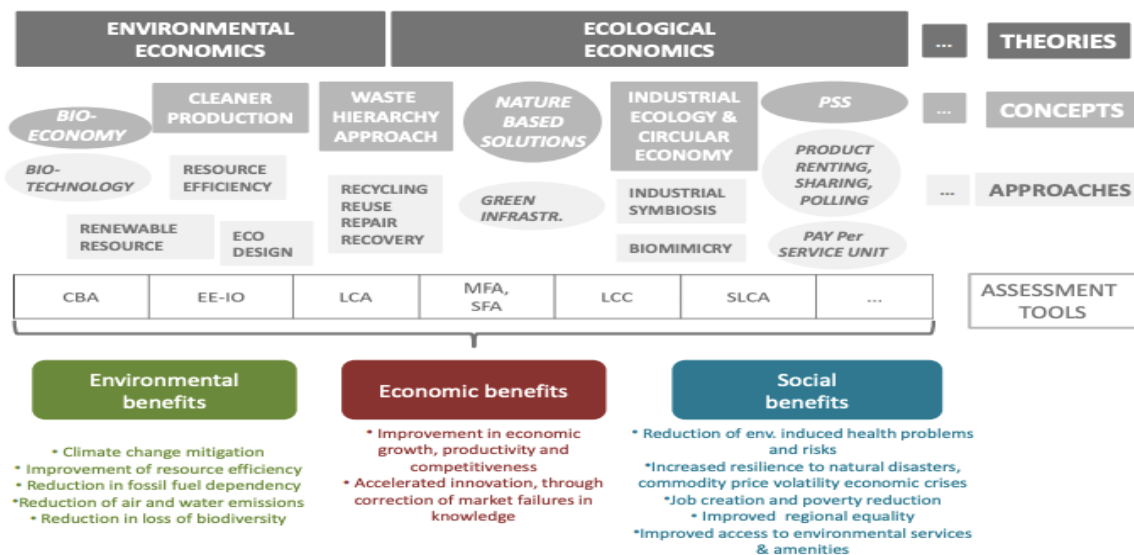 ENVIRONMENTAL
ECONOMICS
ECOLOGICAL
ECONOMICS
...
THEORIES
BIO-
ECONOMY
CLEANER
PRODUCTION
WASTE
HIERARCHY
APPROACH
NATURE
BASED
SOLUTIONS
INDUSTRIAL
ECOLOGY &
CIRCULAR
ECONOMY
PSS
...
CONCEPTS
BIO-
TECHNOLOGY
RESOURCE
EFFICIENCY
RENEWABLE
RESOURCE
ECO
DESIGN
RECYCLING
REUSE
REPAIR
RECOVERY
GREEN
INFRASTR.
INDUSTRIAL
SYMBIOSIS
BIOMIMICRY
PRODUCT
RENTING,
SHARING,
POLLING
PAY Per
SERVICE UNIT
...
APPROACHES
CBA
EE-IO
LCA
MFA,
SFA
LCC
SLCA
...
ASSESSMENT
TOOLS
Environmental
benefits
• Climate change mitigation
• Improvement of resource efficiency
• Reduction in fossil fuel dependency
•Reduction of air and water emissions
• Reduction in loss of biodiversity
Economic benefits
• Improvement in economic
growth, productivity and
competitiveness
• Accelerated innovation, through
correction of market failures in
knowledge
Social
benefits
• Reduction of env. induced health problems
and risks
•Increased resilience to natural disasters,
commodity price volatility economic crises
•Job creation and poverty reduction
• Improved regional equality
•Improved access to environmental services
& amenities